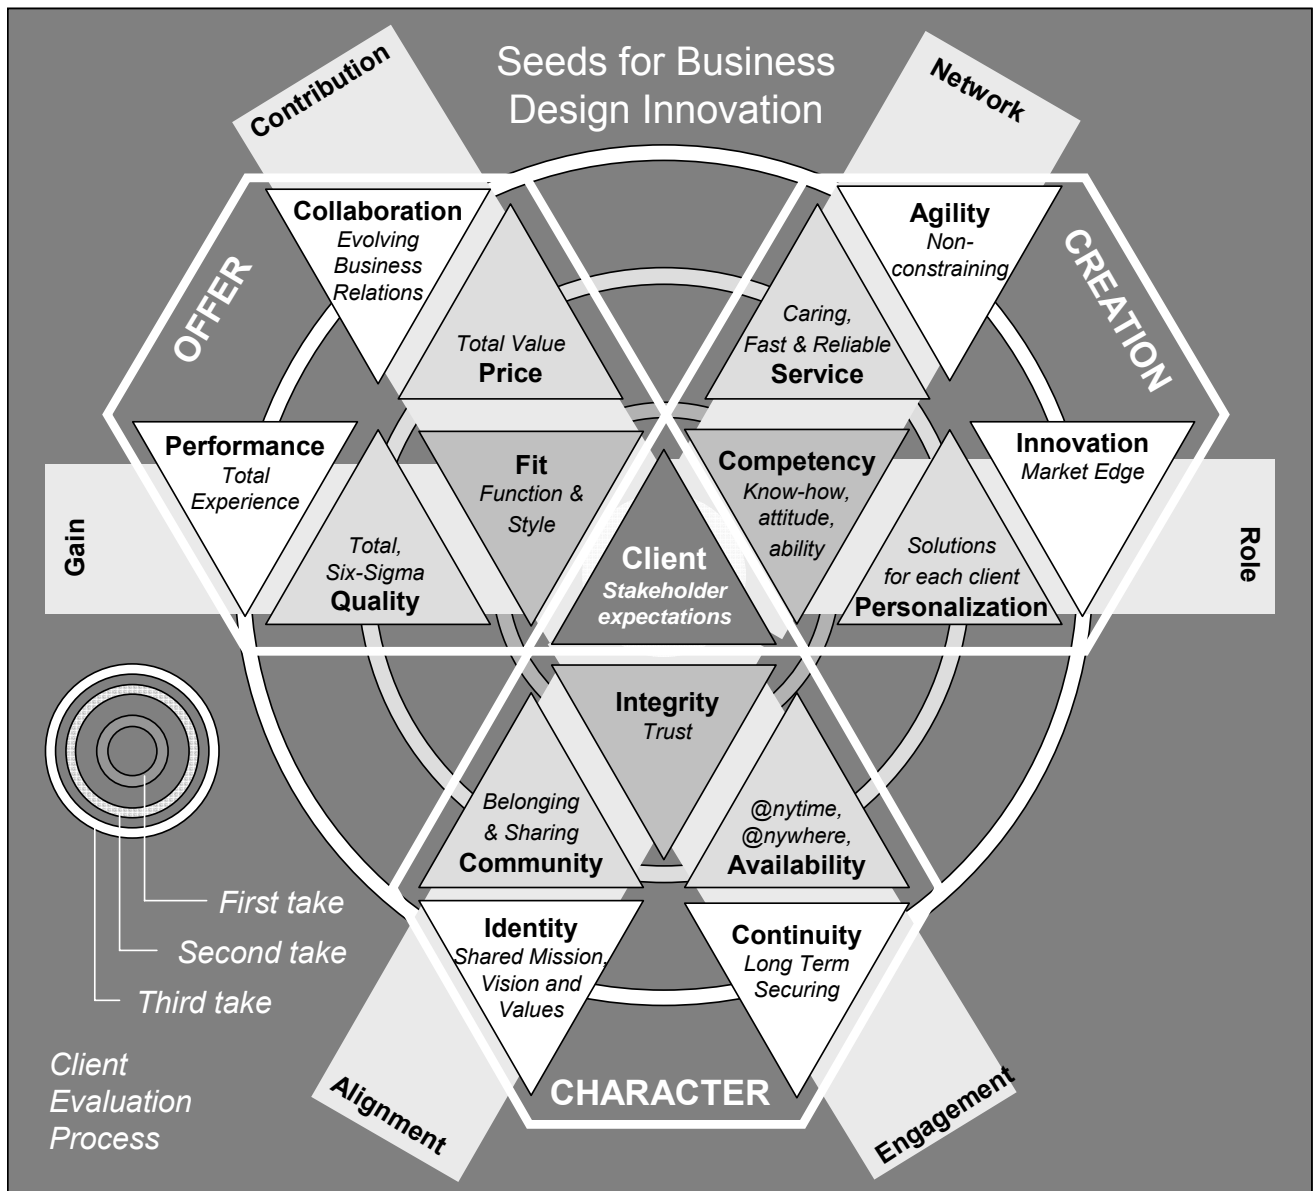 Seeds for Business
Design Innovation
Contribution
Network
OFFER
CREATION
Collaboration
Evolving
Business
Relations
Total Value
Price
Caring,
Fast & Reliable
Service
Agility
Non-
constraining
Performance
Total
Experience
Total,
Six-Sigma
Quality
Fit
Function &
Style
Client
Stakeholder
expectations
Competency
Know-how,
attitude,
ability
Solutions
for each client
Personalization
Innovation
Market Edge
Gain
Role
Integrity
Trust
Belonging
& Sharing
Community
@nytime,
@nywhere,
Availability
Identity
Shared Mission,
Vision and
Values
Continuity
Long Term
Securing
CHARACTER
Alignment
Engagement
First take
Second take
Third take
Client
Evaluation
Process